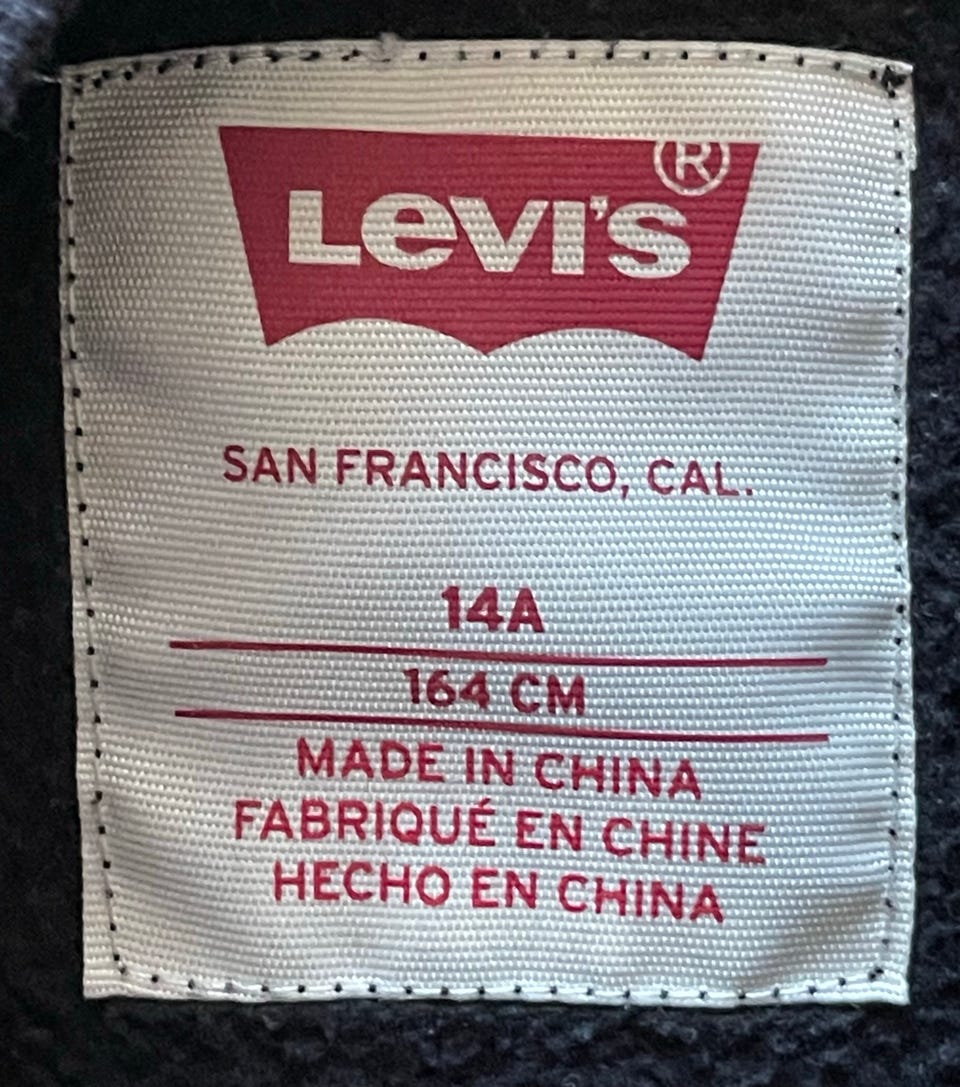 Levi's®
SAN FRANCISCO, CAL.
14A
164 CM
MADE IN CHINA
FABRIQUÉ EN CHINE
HECHO EN CHINA